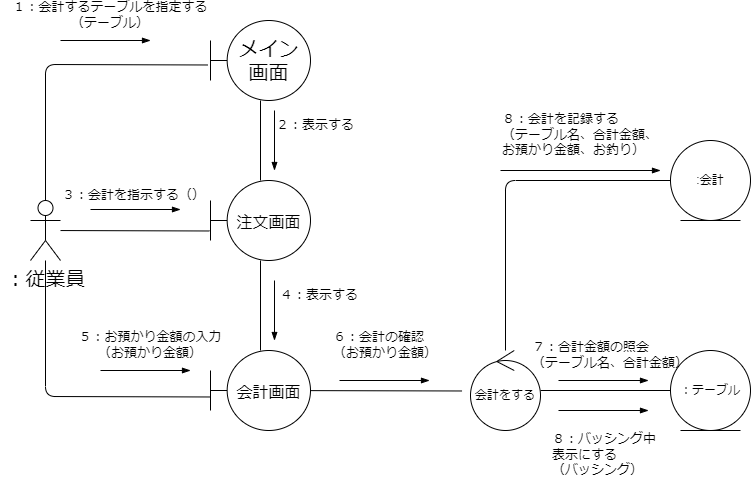 1：会計するテーブルを指定する
（テーブル）
メイン
画面
2：表示する
8：会計を記録する
（テーブル名、合計金額、
お預かり金額、お釣り）
:会計
3：会計を指示する（）
注文画面
：従業員
4：表示する
5：お預かり金額の入力
（お預かり金額）
6：会計の確認
（お預かり金額）
7：合計金額の照会
（テーブル名、合計金額）
会計画面
会計をする
：テーブル
8：バッシング中
表示にする
（バッシング）